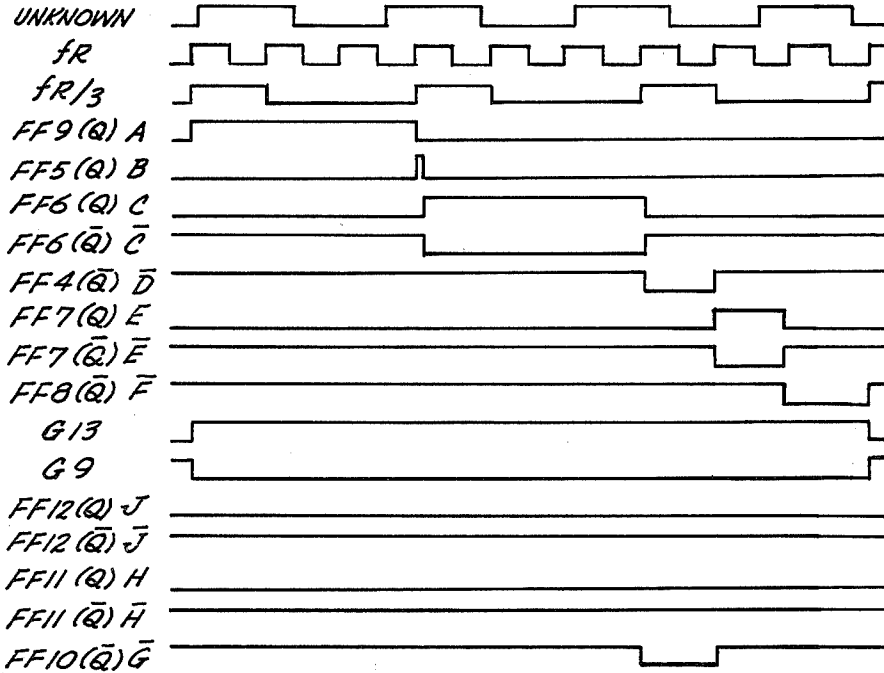 UNKNOWN
fR
fR/3
FF9(Q) A
FF5(Q) B
FF6(Q) C
FF6(Q̄) C̄
FF4(Q̄) D̄
FF7(Q) E
FF7(Q̄) Ē
FF8(Q̄) F̄
G13
G9
FF12(Q) J
FF12(Q̄) J̄
FF11(Q) H
FF11(Q̄) H̄
FF10(Q̄) Ḡ